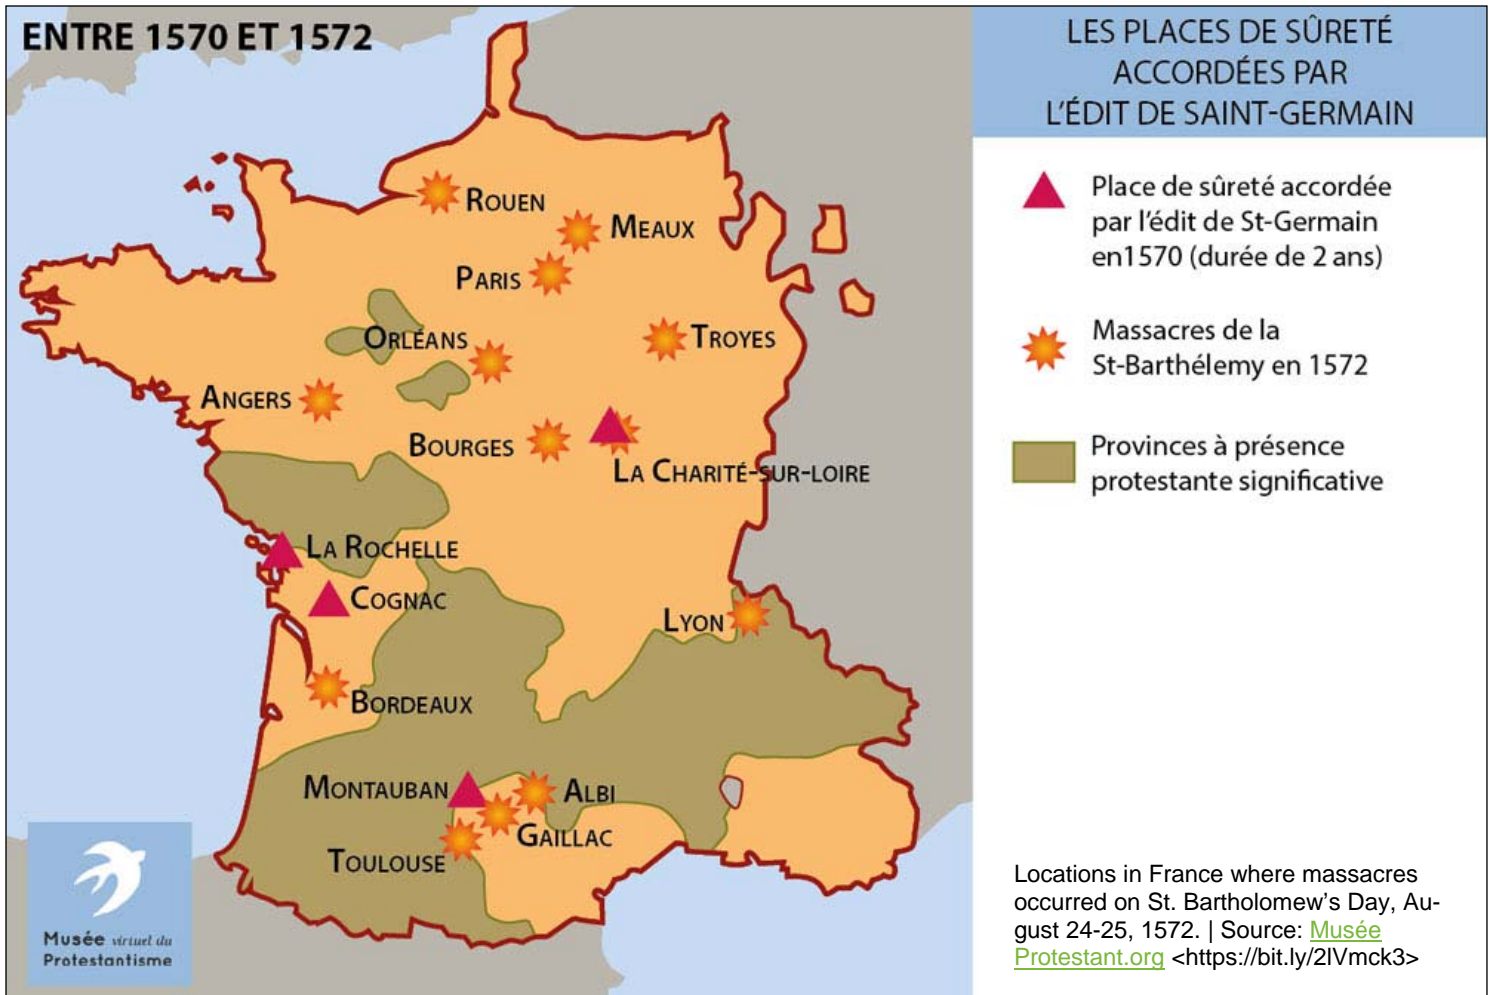 ENTRE 1570 ET 1572
ROUEN
MEAUX
PARIS
ORLÉANS
TROYES
ANGERS
BOURGES
LA CHARITÉ-SUR-LOIRE
LA ROCHELLE
COGNAC
LYON
BORDEAUX
MONTAUBAN
ALBI
GAILLAC
TOULOUSE
Musée virtuel du
Protestantisme
LES PLACES DE SÛRETÉ
ACCORDÉES PAR
L'ÉDIT DE SAINT-GERMAIN
Place de sûreté accordée
par l'édit de St-Germain
en1570 (durée de 2 ans)
Massacres de la
St-Barthélemy en 1572
Provinces à présence
protestante significative
Locations in France where massacres
occurred on St. Bartholomew's Day, Au-
gust 24-25, 1572. | Source: Musée
Protestant.org <https://bit.ly/2lVmck3>